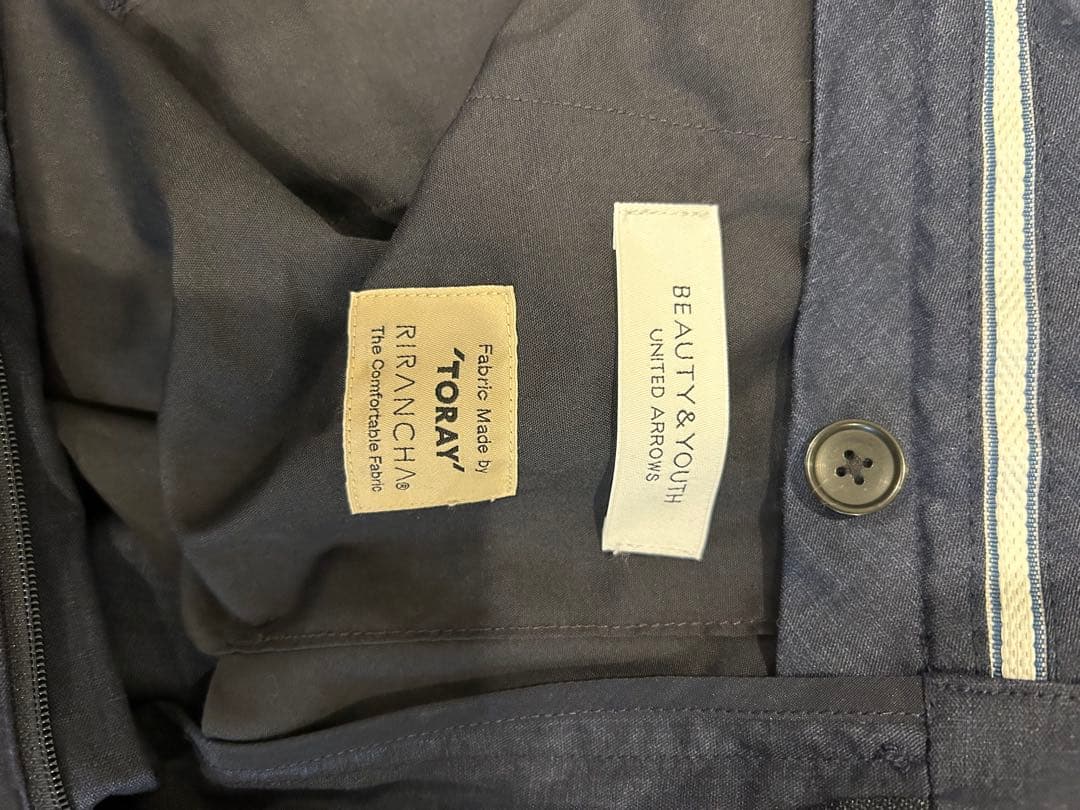 BEAUTY & YOUTH
UNITED ARROWS
Fabric Made by
'TORAY'
RIRANCHA®
The Comfortable Fabric